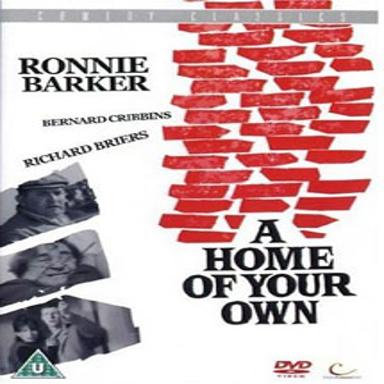 COMEDY CLASSICS
RONNIE
BARKER
BERNARD CRIBBINS
RICHARD BRIERS
A
HOME
OF YOUR
OWN
U
DVD
VIDEO